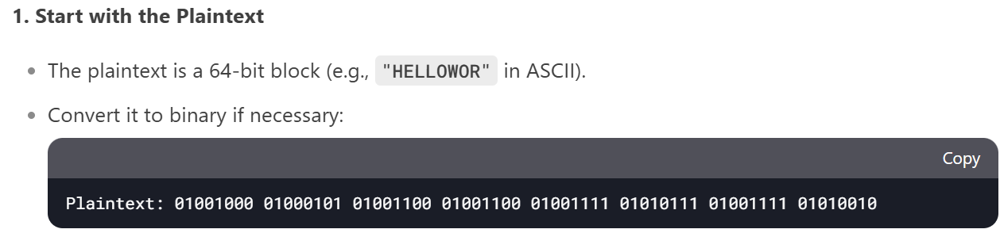 1. Start with the Plaintext
The plaintext is a 64-bit block (e.g., "HELLOWOR" in ASCII).
Convert it to binary if necessary:
Copy
Plaintext: 01001000 01000101 01001100 01001100 01001111 01010111 01001111 01010010